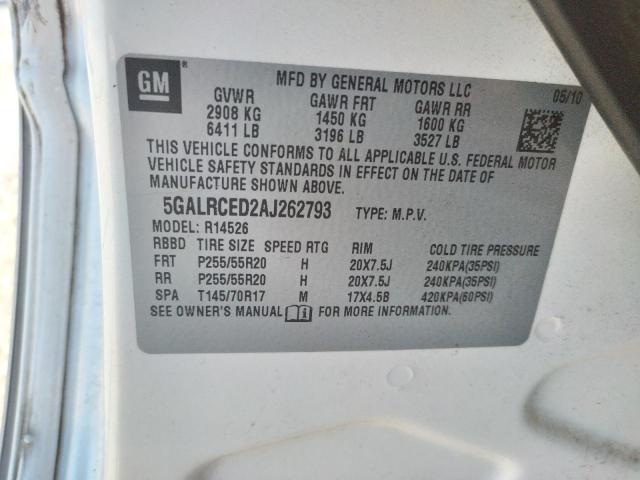 GM ® MFD BY GENERAL MOTORS LLC 05/10
GVWR GAWR FRT GAWR RR
2908 KG 1450 KG 1600 KG
6411 LB 3196 LB 3527 LB
THIS VEHICLE CONFORMS TO ALL APPLICABLE U.S. FEDERAL MOTOR
VEHICLE SAFETY STANDARDS IN EFFECT ON THE DATE OF
MANUFACTURE SHOWN ABOVE.
5GALRCED2AJ262793 TYPE: M.P.V.
MODEL: R14526
RBBD TIRE SIZE SPEED RTG RIM COLD TIRE PRESSURE
FRT P255/55R20 H 20X7.5J 240KPA(35PSI)
RR P255/55R20 H 20X7.5J 240KPA(35PSI)
SPA T145/70R17 M 17X4.5B 420KPA(60PSI)
SEE OWNER'S MANUAL FOR MORE INFORMATION.